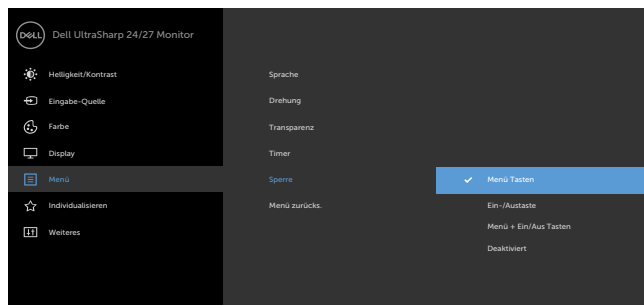 DELL
Dell UltraSharp 24/27 Monitor
Helligkeit/Kontrast
Eingabe-Quelle
Farbe
Display
Menü
Individualisieren
Weiteres
Sprache
Drehung
Transparenz
Timer
Sperre
Menü zurücks.
Menü Tasten
Ein-/Austaste
Menü + Ein/Aus Tasten
Deaktiviert